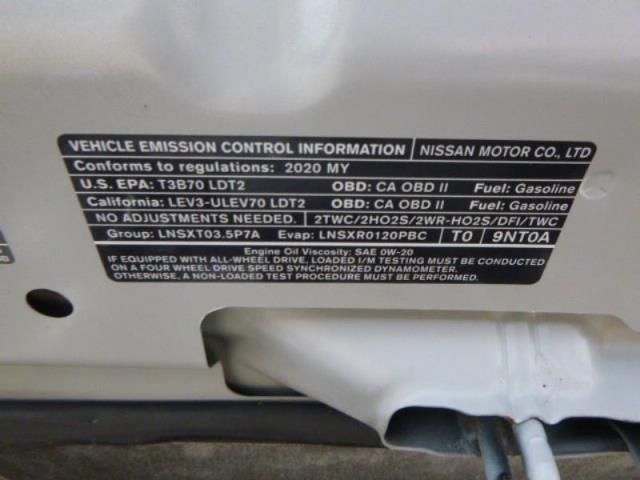 VEHICLE EMISSION CONTROL INFORMATION NISSAN MOTOR CO., LTD
Conforms to regulations: 2020 MY
U.S. EPA: T3B70 LDT2 OBD: CA OBD II Fuel: Gasoline
California: LEV3-ULEV70 LDT2 OBD: CA OBD II Fuel: Gasoline
NO ADJUSTMENTS NEEDED. 2TWC/2HO2S/2WR-HO2S/DFI/TWC
Group: LNSXT03.5P7A Evap: LNSXR0120PBC T0 9NT0A
Engine Oil Viscosity: SAE 0W-20
IF EQUIPPED WITH ALL-WHEEL DRIVE, LOADED I/M TESTING MUST BE CONDUCTED
ON A FOUR WHEEL DRIVE SPEED SYNCHRONIZED DYNAMOMETER.
OTHERWISE, A NON-LOADED TEST PROCEDURE MUST BE PERFORMED.